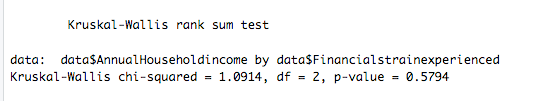 Kruskal-Wallis rank sum test
data:  data$AnnualHouseholdincome by data$Financialstrainexperienced
Kruskal-Wallis chi-squared = 1.0914, df = 2, p-value = 0.5794